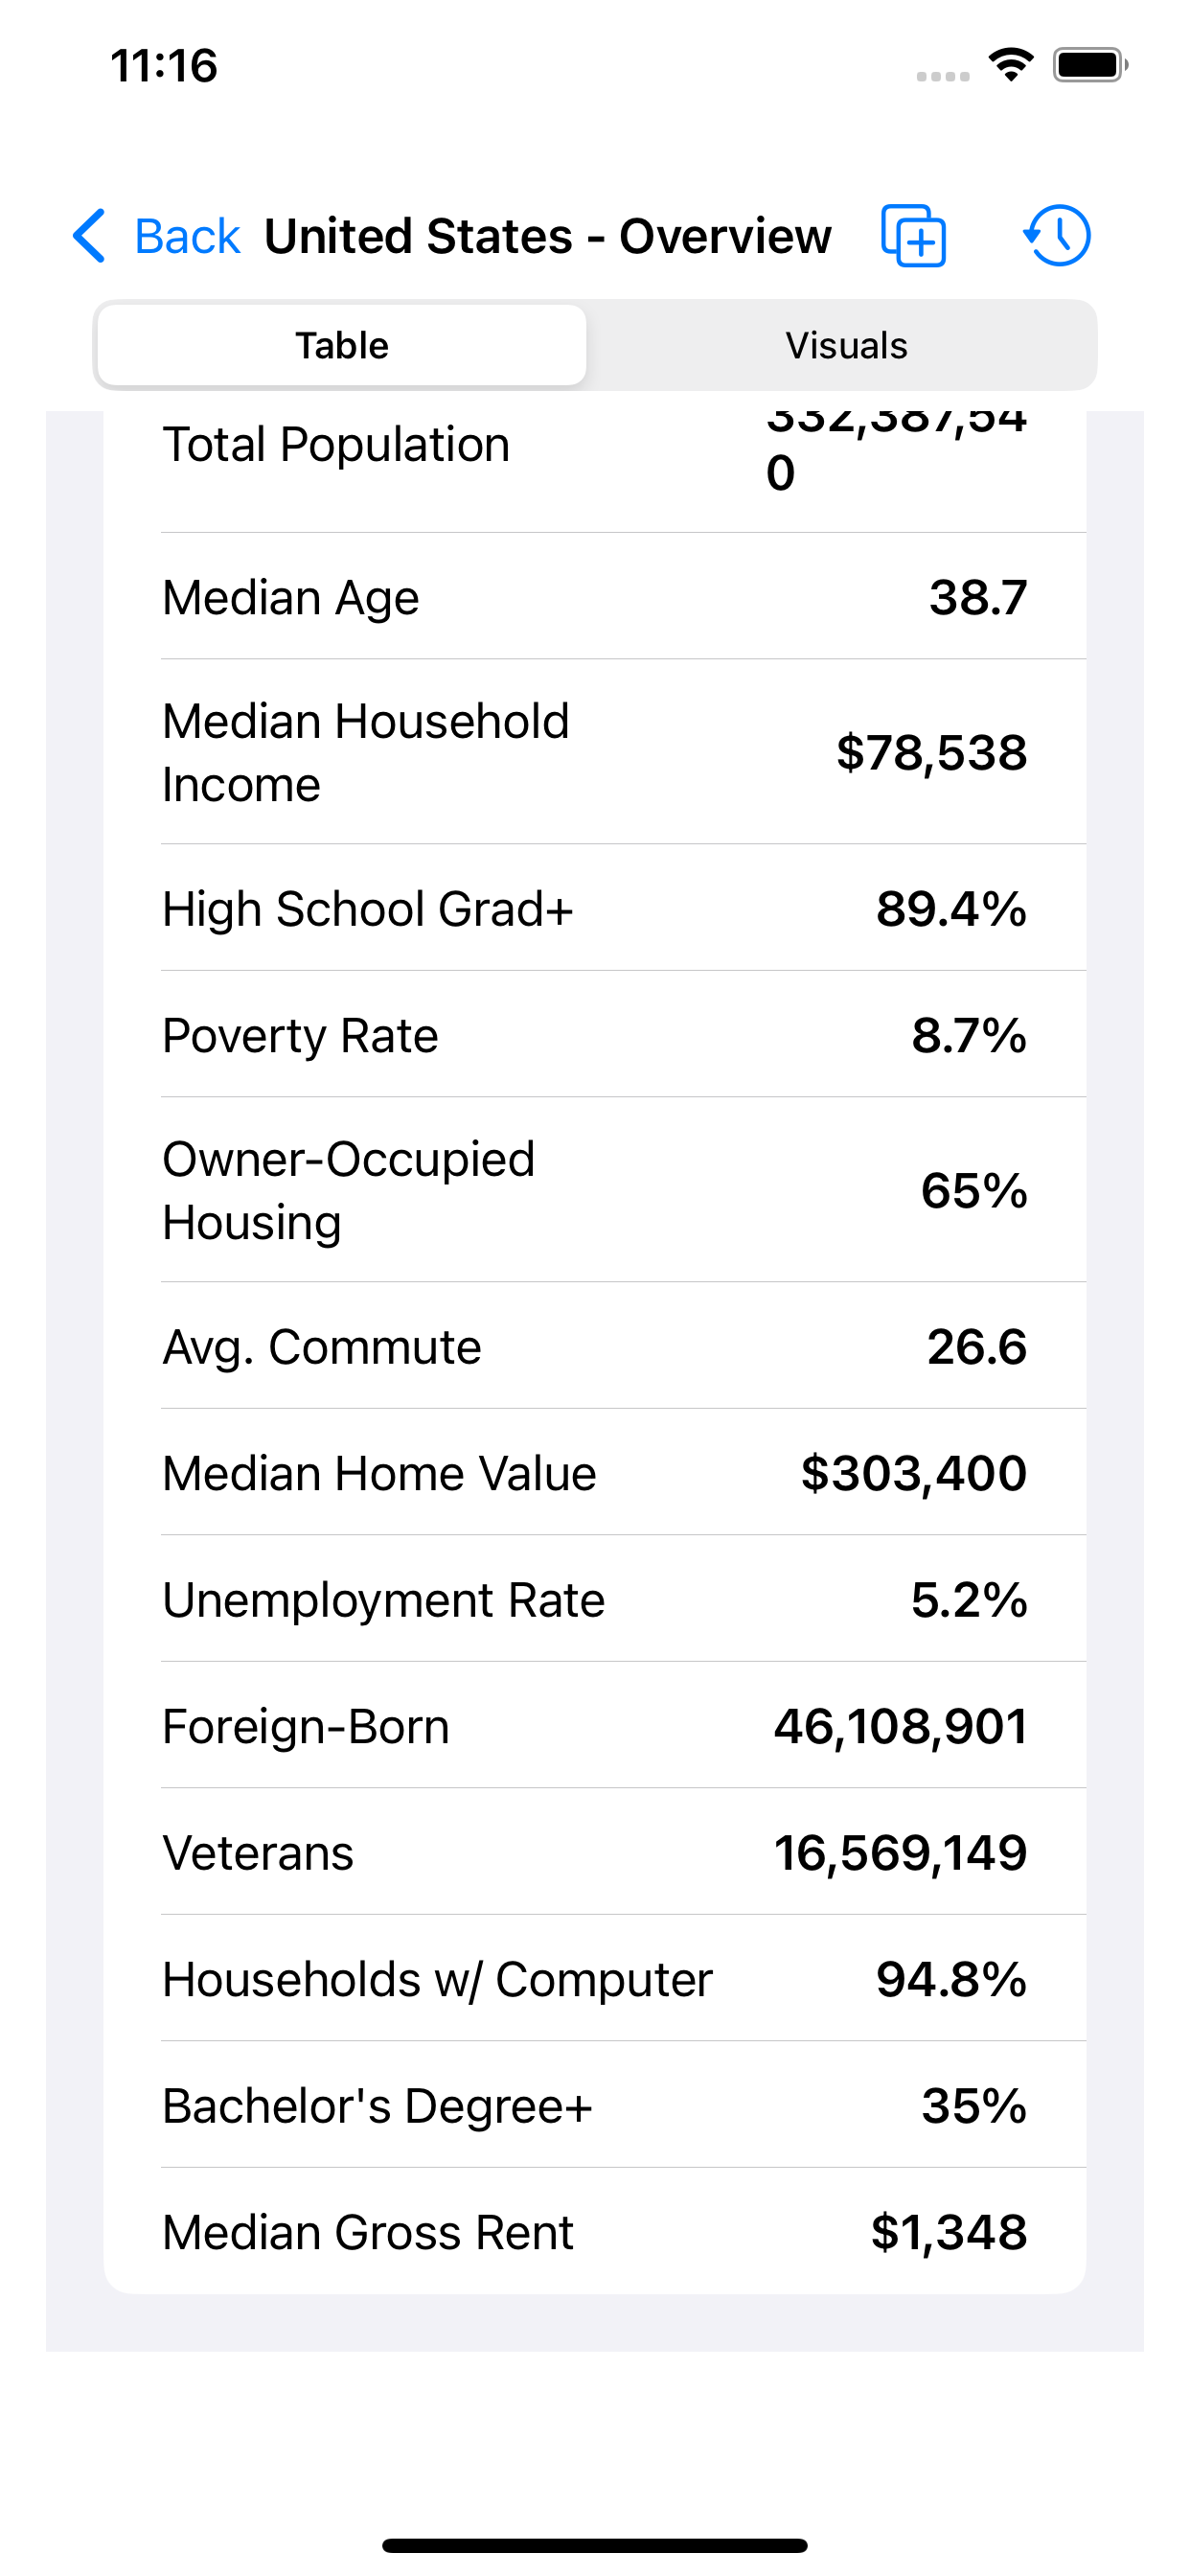 11:16
Back United States - Overview
Table Visuals
Total Population 332,387,54
0
Median Age 38.7
Median Household
Income $78,538
High School Grad+ 89.4%
Poverty Rate 8.7%
Owner-Occupied
Housing 65%
Avg. Commute 26.6
Median Home Value $303,400
Unemployment Rate 5.2%
Foreign-Born 46,108,901
Veterans 16,569,149
Households w/ Computer 94.8%
Bachelor's Degree+ 35%
Median Gross Rent $1,348